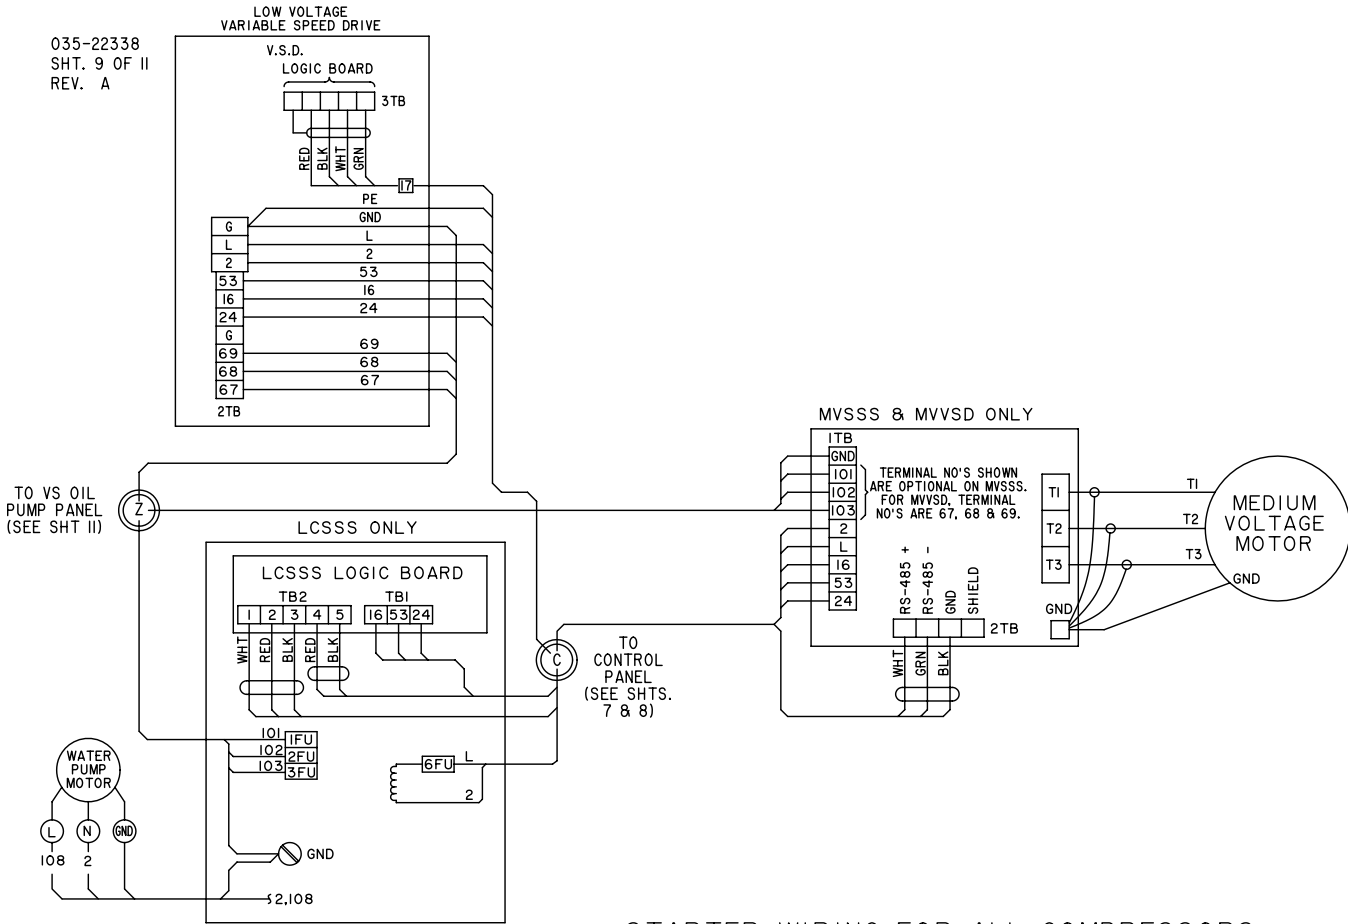 LOW VOLTAGE
VARIABLE SPEED DRIVE
035-22338
SHT. 9 OF 11
REV. A
V.S.D.
LOGIC BOARD
3TB
RED
BLK
WHT
GRN
17
PE
GND
L
2
53
16
24
69
68
67
G
L
2
53
16
24
G
69
68
67
2TB
TO VS OIL
PUMP PANEL
(SEE SHT 11)
Z
LCSSS ONLY
LCSSS LOGIC BOARD
TB2
TB1
1 2 3 4 5
16 53 24
WHT
RED
BLK
RED
BLK
C
TO
CONTROL
PANEL
(SEE SHTS.
7 & 8)
101 1FU
102 2FU
103 3FU
6FU
L
2
WATER
PUMP
MOTOR
L
N
GND
108
2
GND
2,108
MVSSS & MVVSD ONLY
1TB
GND
101
102
103
2
L
16
53
24
TERMINAL NO'S SHOWN
ARE OPTIONAL ON MVSSS.
FOR MVVSD, TERMINAL
NO'S ARE 67, 68 & 69.
RS-485 +
RS-485 -
GND
SHIELD
2TB
WHT
GRN
BLK
T1
T2
T3
GND
T1
T2
T3
GND
MEDIUM
VOLTAGE
MOTOR